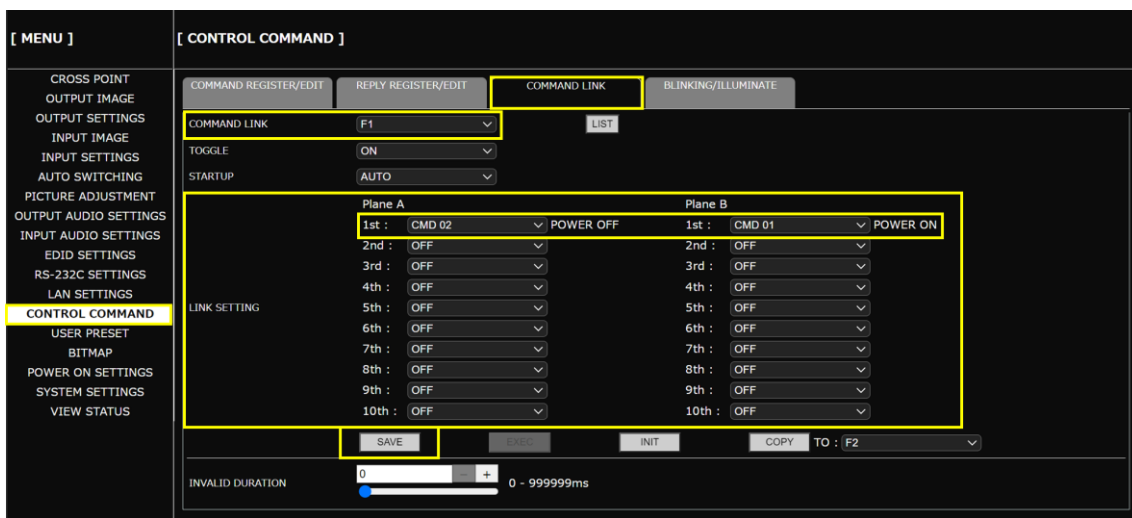 [ MENU ]
[ CONTROL COMMAND ]
CROSS POINT
OUTPUT IMAGE
OUTPUT SETTINGS
INPUT IMAGE
INPUT SETTINGS
AUTO SWITCHING
PICTURE ADJUSTMENT
OUTPUT AUDIO SETTINGS
INPUT AUDIO SETTINGS
EDID SETTINGS
RS-232C SETTINGS
LAN SETTINGS
CONTROL COMMAND
USER PRESET
BITMAP
POWER ON SETTINGS
SYSTEM SETTINGS
VIEW STATUS
COMMAND REGISTER/EDIT REPLY REGISTER/EDIT COMMAND LINK BLINKING/ILLUMINATE
COMMAND LINK F1 LIST
TOGGLE ON
STARTUP AUTO
LINK SETTING
Plane A Plane B
1st : CMD 02 POWER OFF 1st : CMD 01 POWER ON
2nd : OFF 2nd : OFF
3rd : OFF 3rd : OFF
4th : OFF 4th : OFF
5th : OFF 5th : OFF
6th : OFF 6th : OFF
7th : OFF 7th : OFF
8th : OFF 8th : OFF
9th : OFF 9th : OFF
10th : OFF 10th : OFF
SAVE EXEC INIT COPY TO : F2
INVALID DURATION 0 - + 0 - 999999ms